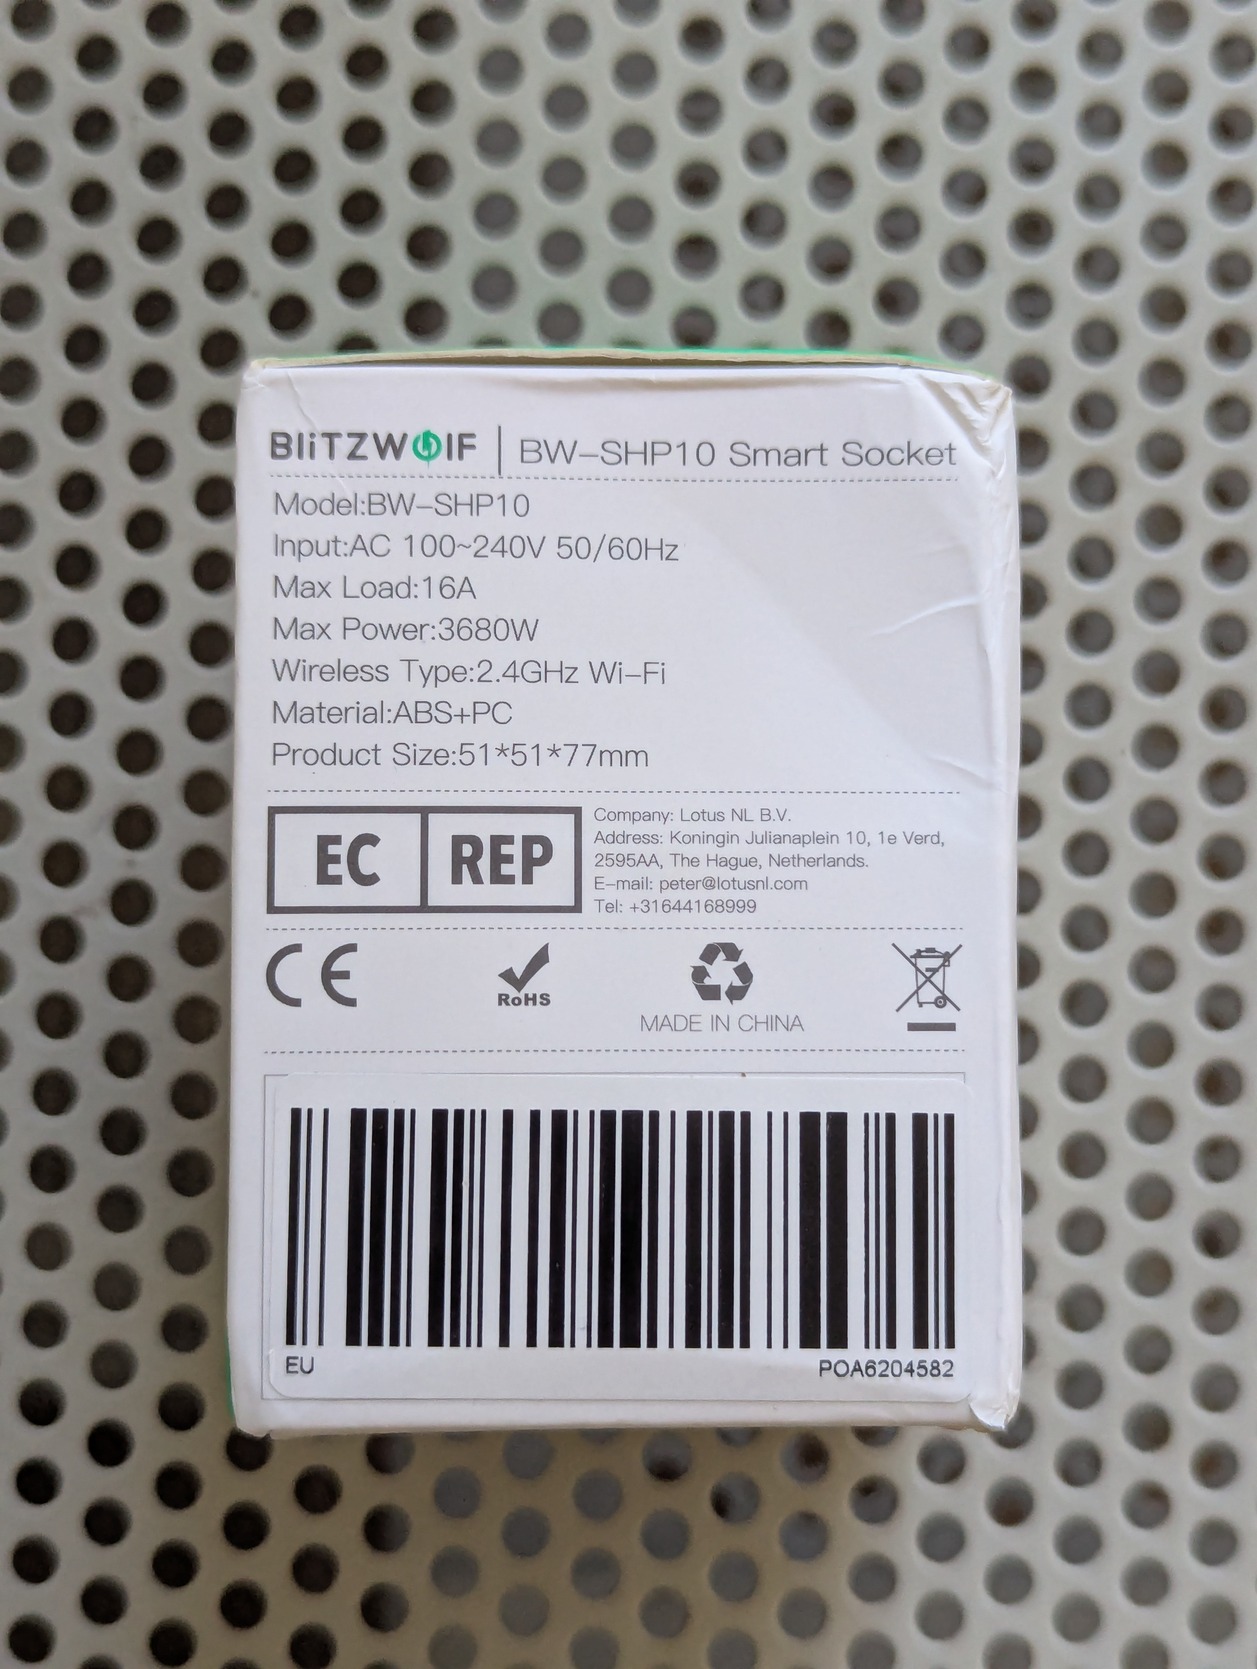 BlitzWolf | BW-SHP10 Smart Socket
Model:BW-SHP10
Input:AC 100~240V 50/60Hz
Max Load:16A
Max Power:3680W
Wireless Type:2.4GHz Wi-Fi
Material:ABS+PC
Product Size:51*51*77mm
EC REP
Company: Lotus NL B.V.
Address: Koningin Julianaplein 10, 1e Verd,
2595AA, The Hague, Netherlands.
E-mail: peter@lotusnl.com
Tel: +31644168999
CE
RoHS
MADE IN CHINA
EU POA6204582